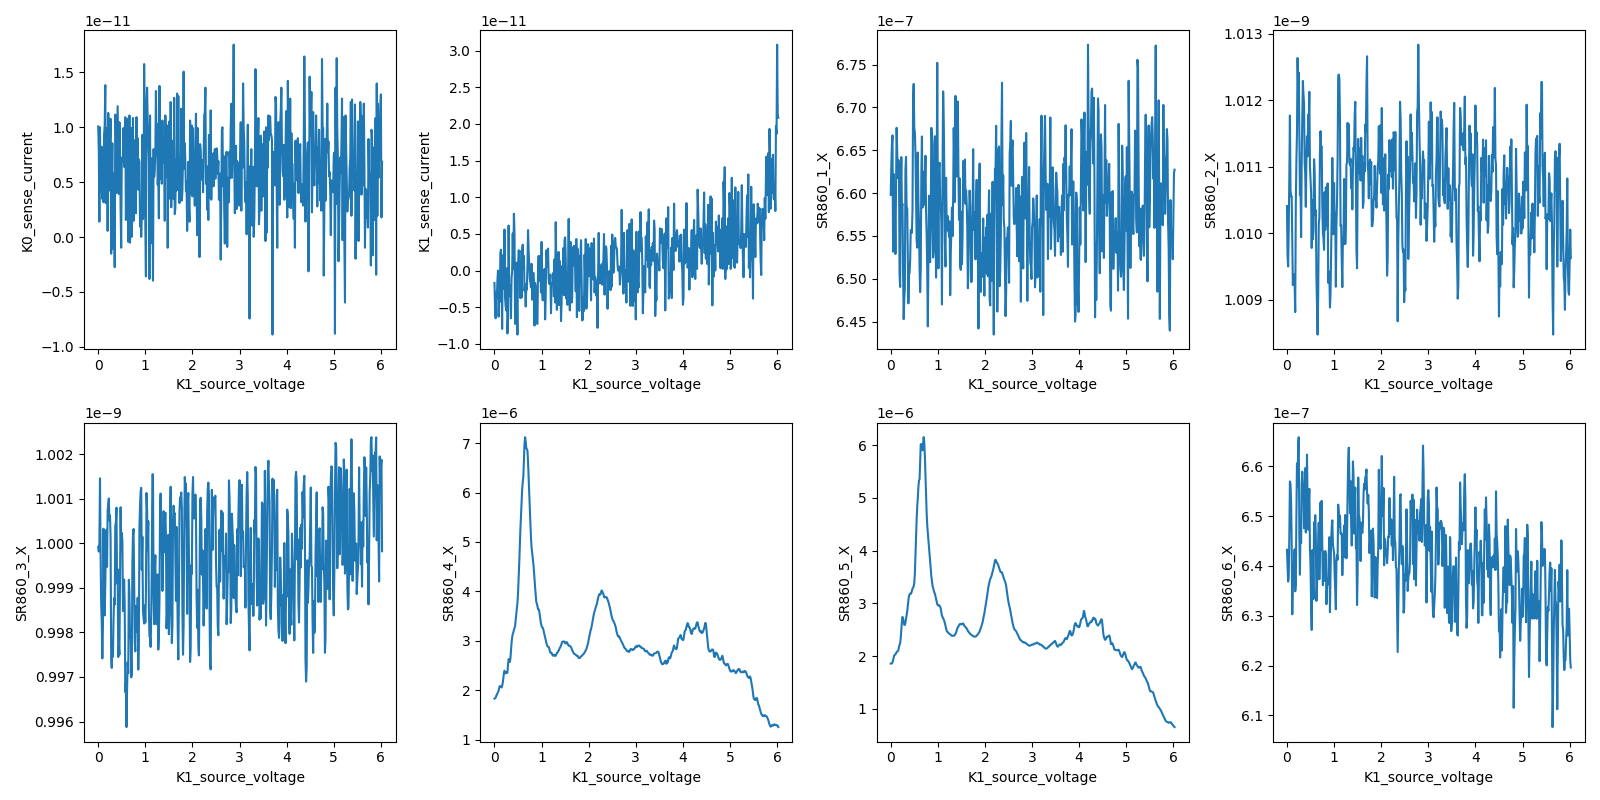 1e−11
K0_sense_current
1.5
1.0
0.5
0.0
−0.5
−1.0
0 1 2 3 4 5 6
K1_source_voltage
1e−11
K1_sense_current
3.0
2.5
2.0
1.5
1.0
0.5
0.0
−0.5
−1.0
0 1 2 3 4 5 6
K1_source_voltage
1e−7
SR860_1_X
6.75
6.70
6.65
6.60
6.55
6.50
6.45
0 1 2 3 4 5 6
K1_source_voltage
1e−9
SR860_2_X
1.013
1.012
1.011
1.010
1.009
0 1 2 3 4 5 6
K1_source_voltage
1e−9
SR860_3_X
1.002
1.001
1.000
0.999
0.998
0.997
0.996
0 1 2 3 4 5 6
K1_source_voltage
1e−6
SR860_4_X
7
6
5
4
3
2
1
0 1 2 3 4 5 6
K1_source_voltage
1e−6
SR860_5_X
6
5
4
3
2
1
0 1 2 3 4 5 6
K1_source_voltage
1e−7
SR860_6_X
6.6
6.5
6.4
6.3
6.2
6.1
0 1 2 3 4 5 6
K1_source_voltage